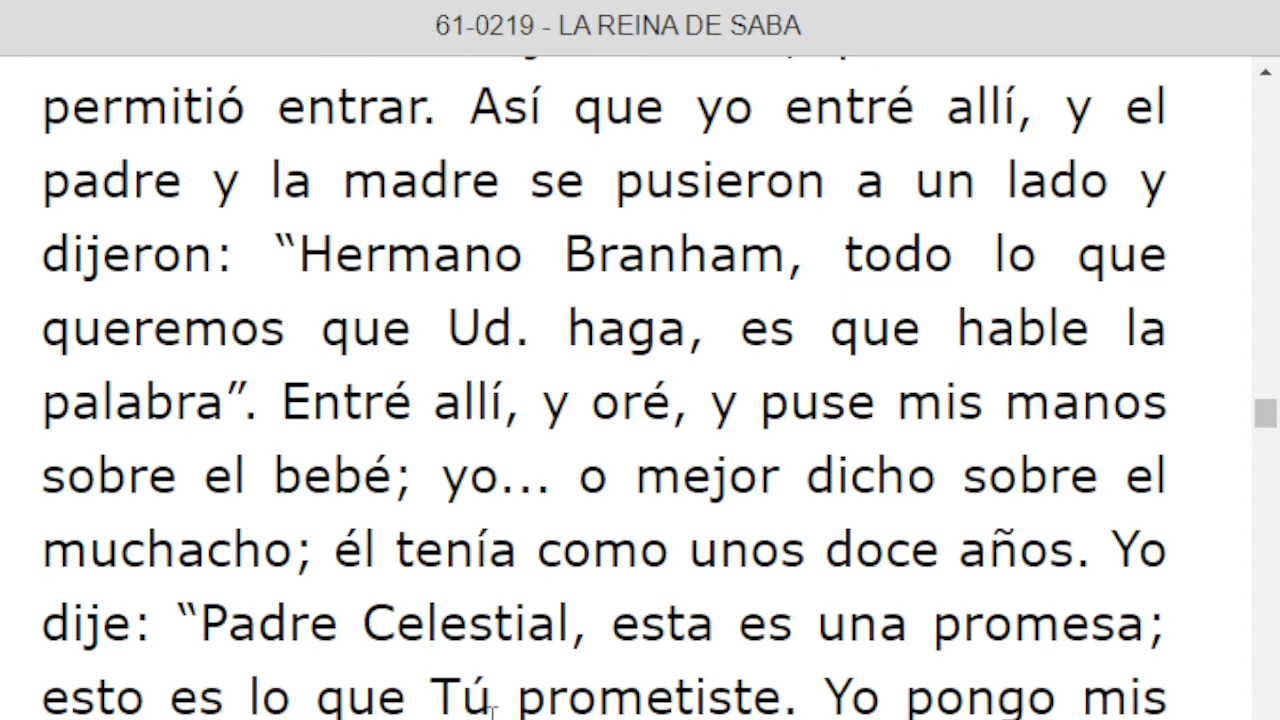 61-0219 - LA REINA DE SABA
permitió entrar. Así que yo entré allí, y el
padre y la madre se pusieron a un lado y
dijeron: “Hermano Branham, todo lo que
queremos que Ud. haga, es que hable la
palabra”. Entré allí, y oré, y puse mis manos
sobre el bebé; yo... o mejor dicho sobre el
muchacho; él tenía como unos doce años. Yo
dije: “Padre Celestial, esta es una promesa;
esto es lo que Tú prometiste. Yo pongo mis